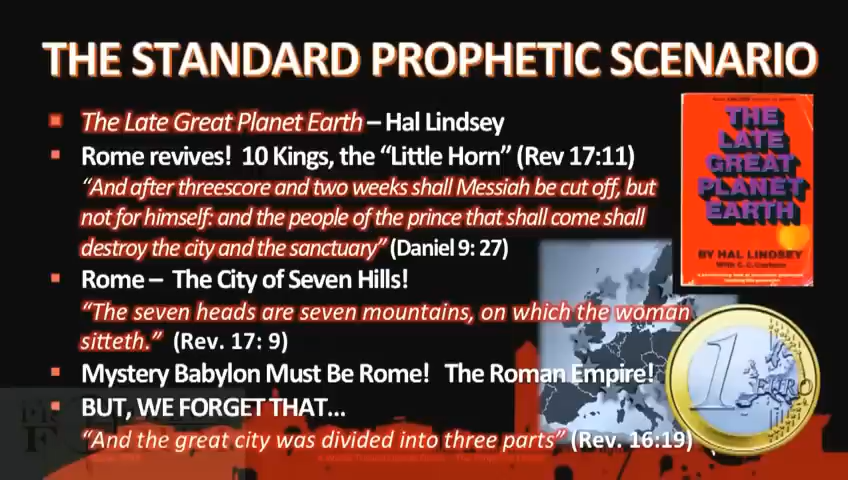 THE STANDARD PROPHETIC SCENARIO
The Late Great Planet Earth – Hal Lindsey
Rome revives! 10 Kings, the “Little Horn” (Rev 17:11)
“And after threescore and two weeks shall Messiah be cut off, but
not for himself: and the people of the prince that shall come shall
destroy the city and the sanctuary” (Daniel 9: 27)
Rome – The City of Seven Hills!
“The seven heads are seven mountains, on which the woman
sitteth.” (Rev. 17: 9)
Mystery Babylon Must Be Rome! The Roman Empire!
BUT, WE FORGET THAT...
“And the great city was divided into three parts” (Rev. 16:19)
THE
LATE
GREAT
PLANET
EARTH
BY HAL LINDSEY
With C. C. Carlson
1 EURO